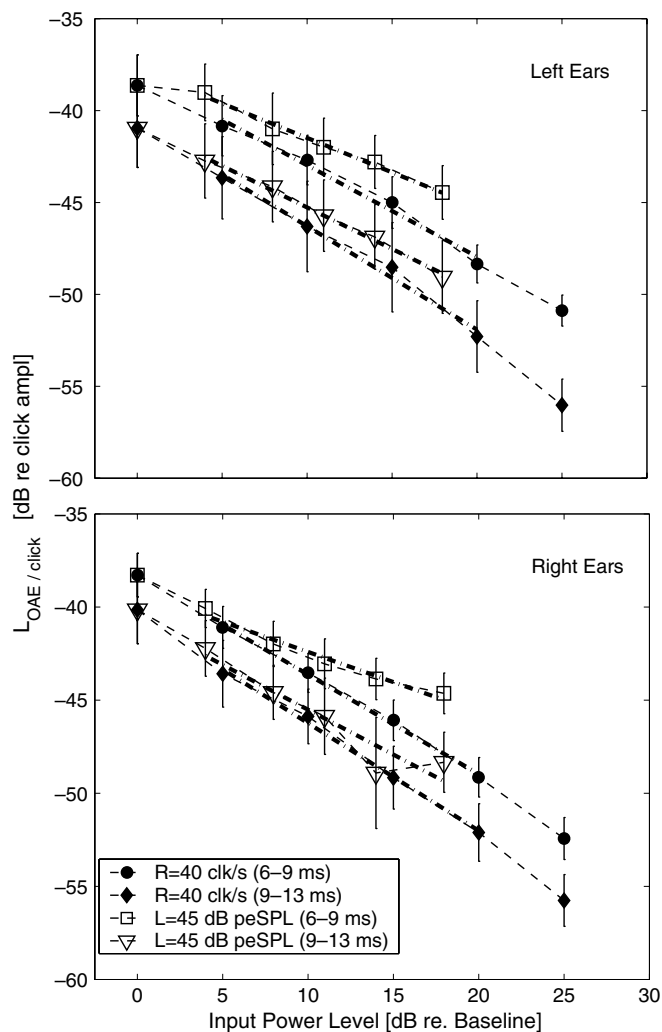 −35
−40
−45
−50
−55
−60
Left Ears
L_OAE / click [dB re click ampl]
−35
−40
−45
−50
−55
−60
Right Ears
R=40 clk/s (6−9 ms)
R=40 clk/s (9−13 ms)
L=45 dB peSPL (6−9 ms)
L=45 dB peSPL (9−13 ms)
0 5 10 15 20 25 30
Input Power Level [dB re. Baseline]